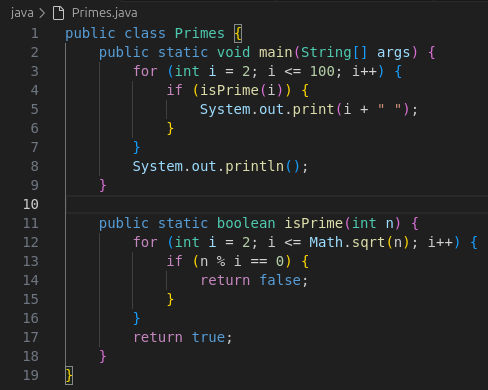 java > Primes.java
1 public class Primes {
2     public static void main(String[] args) {
3         for (int i = 2; i <= 100; i++) {
4             if (isPrime(i)) {
5                 System.out.print(i + " ");
6             }
7         }
8         System.out.println();
9     }
10
11     public static boolean isPrime(int n) {
12         for (int i = 2; i <= Math.sqrt(n); i++) {
13             if (n % i == 0) {
14                 return false;
15             }
16         }
17         return true;
18     }
19 }